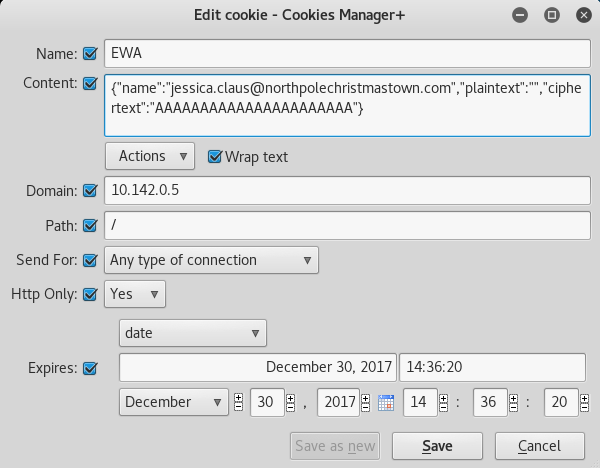 Edit cookie - Cookies Manager+
Name: EWA
Content: {"name":"jessica.claus@northpolechristmastown.com","plaintext":"","ciphe
rtext":"AAAAAAAAAAAAAAAAAAAAAA"}
Actions Wrap text
Domain: 10.142.0.5
Path: /
Send For: Any type of connection
Http Only: Yes
date
Expires: December 30, 2017 14:36:20
December 30 , 2017 14 : 36 : 20
Save as new Save Cancel